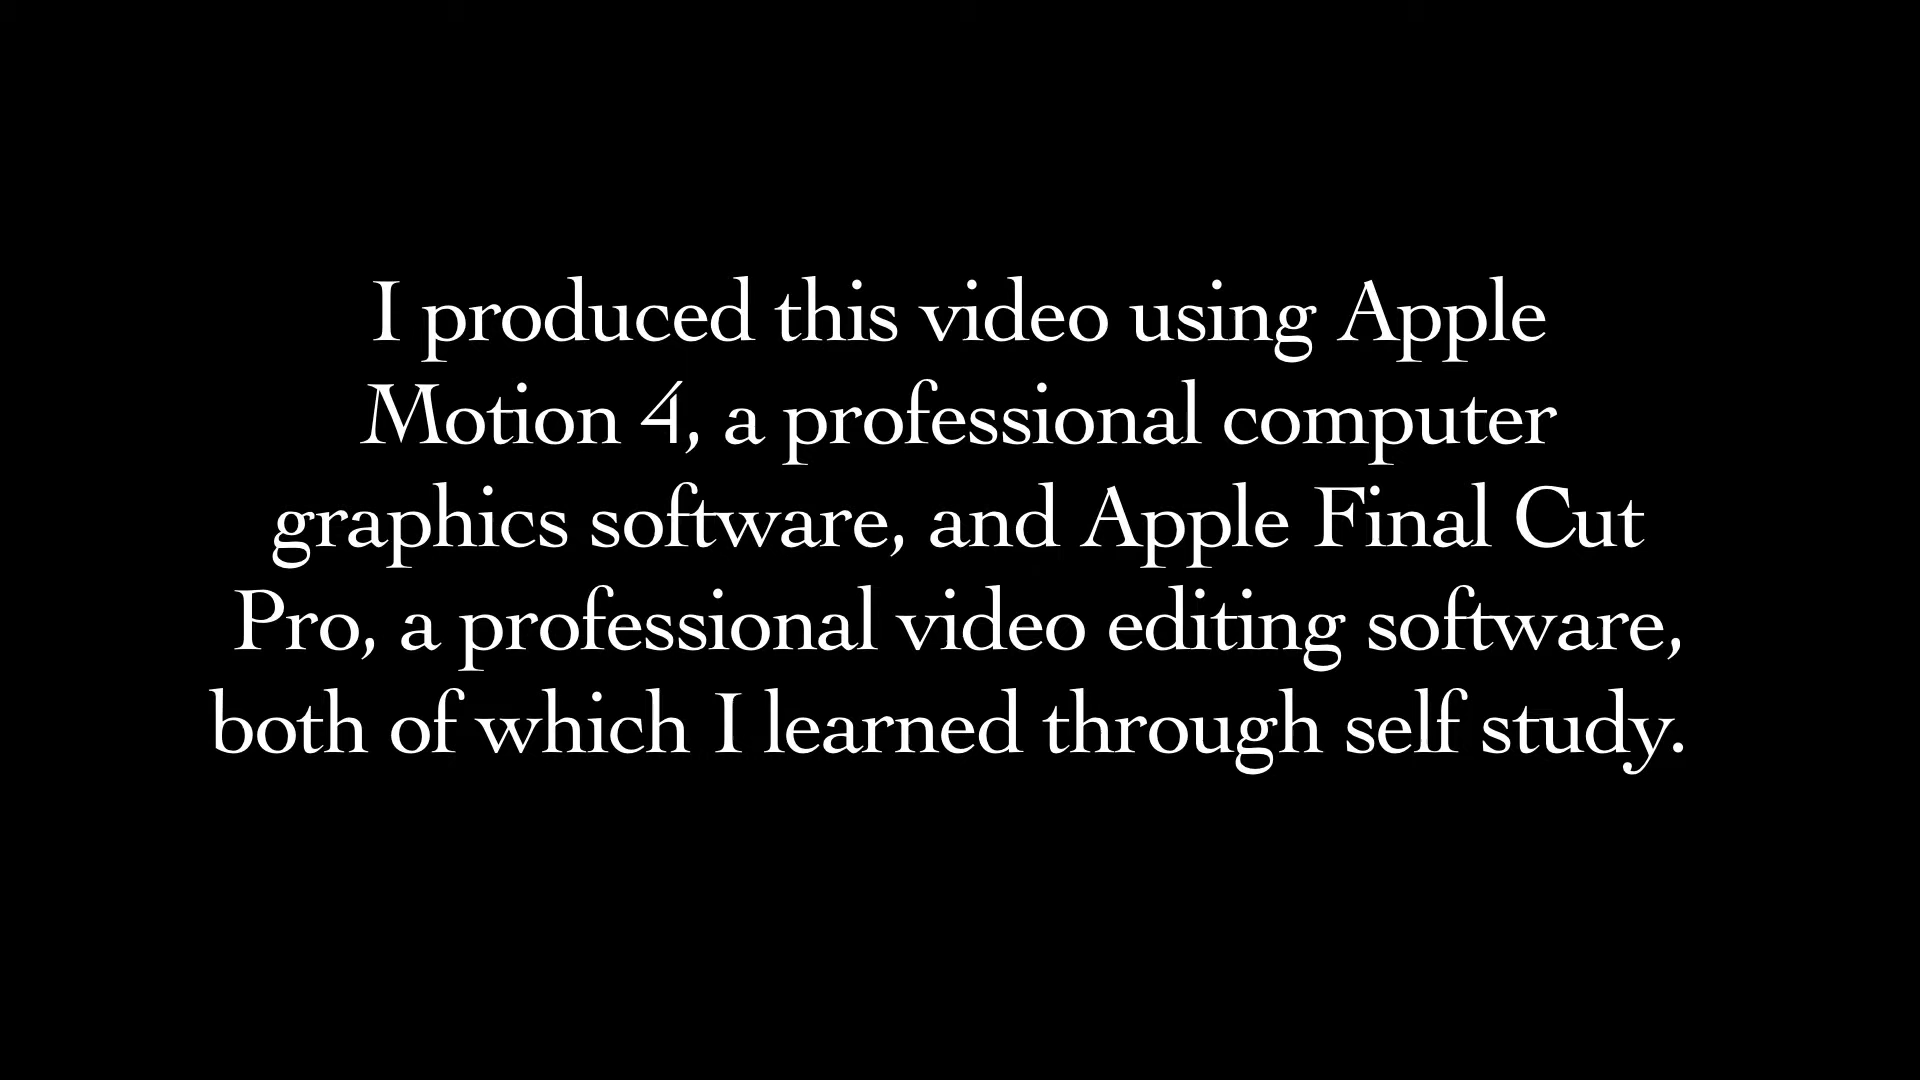 I produced this video using Apple
Motion 4, a professional computer
graphics software, and Apple Final Cut
Pro, a professional video editing software,
both of which I learned through self study.